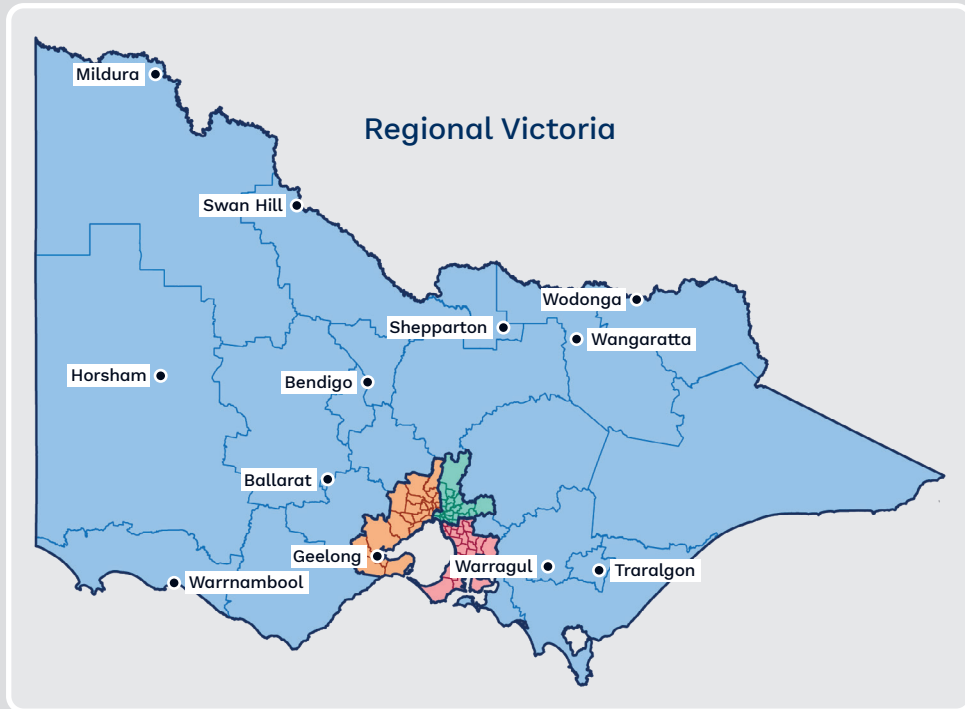 Mildura
Regional Victoria
Swan Hill
Wodonga
Shepparton
Wangaratta
Horsham
Bendigo
Ballarat
Geelong
Warragul
Traralgon
Warrnambool